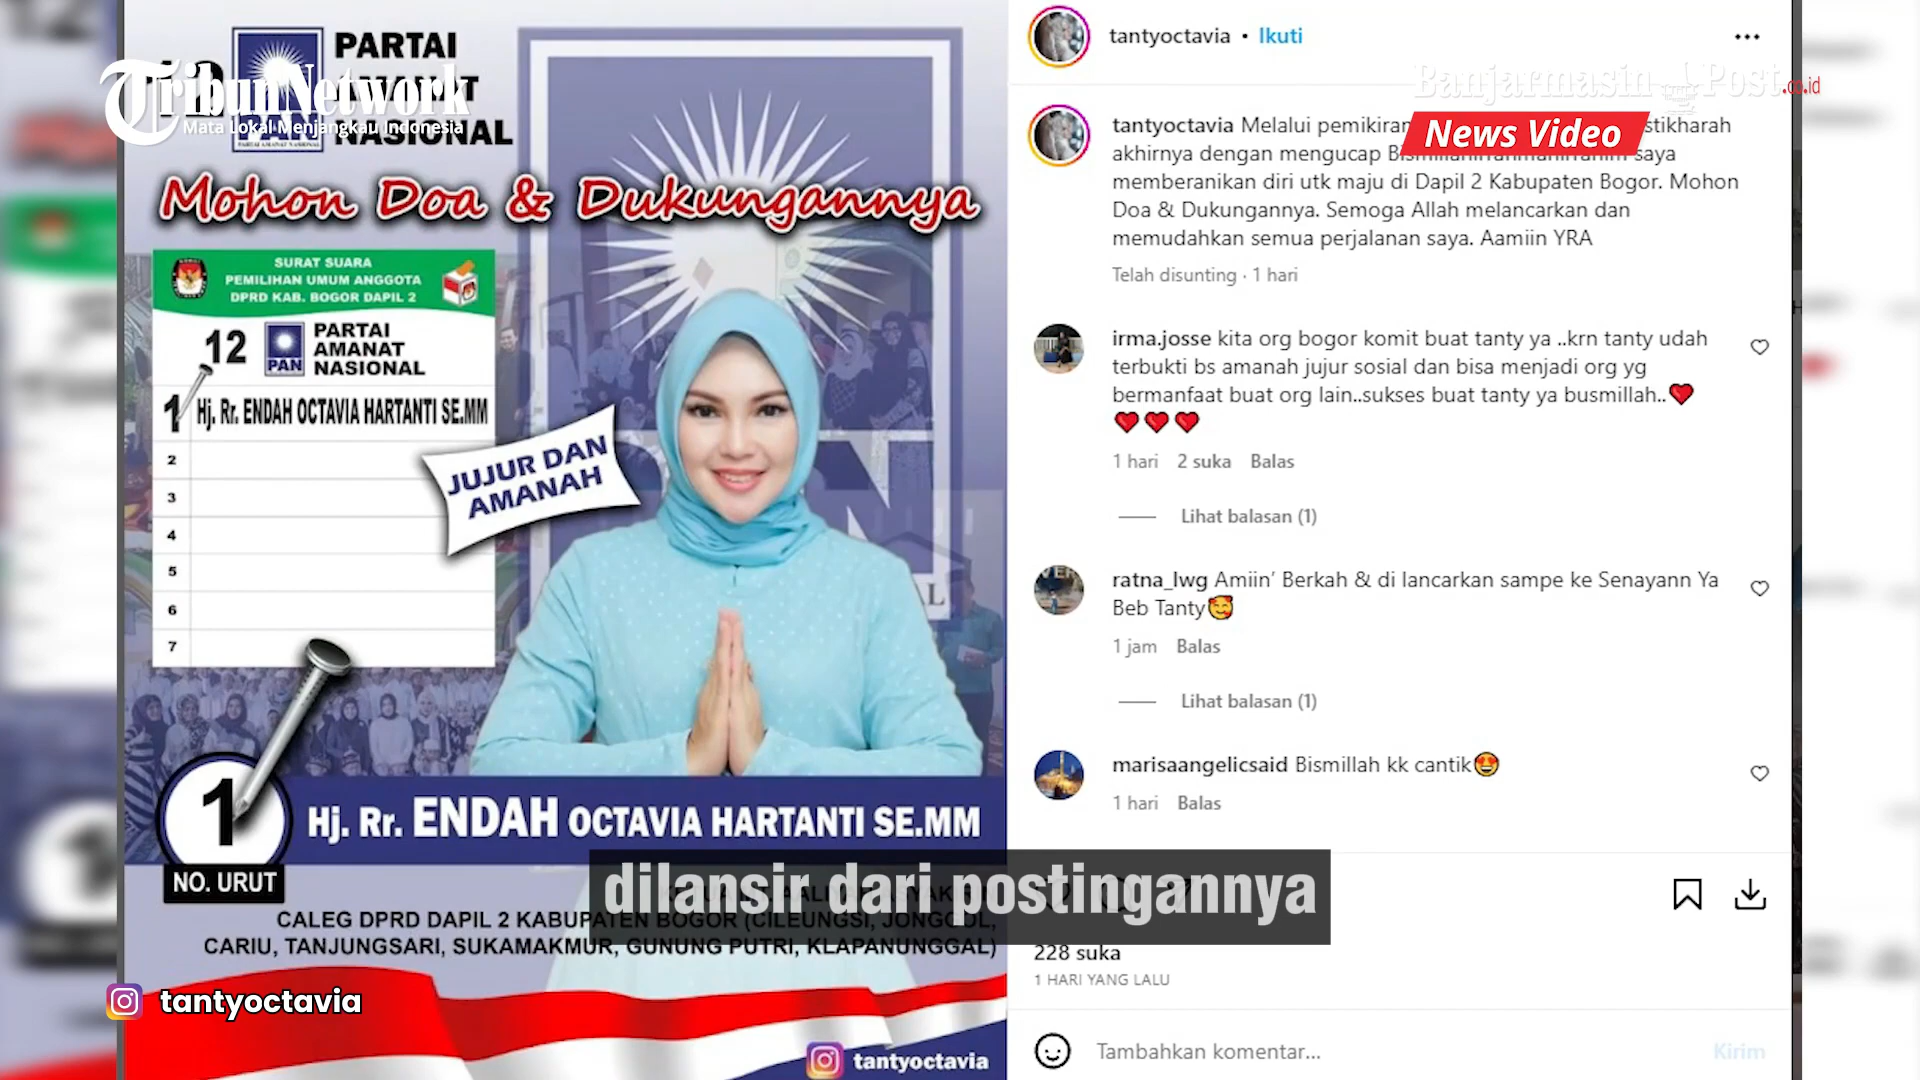 12
PAN
PARTAI AMANAT NASIONAL
PARTAI
AMANAT
NASIONAL
TribunNetwork
Mata Lokal Menjangkau Indonesia
Mohon Doa & Dukungannya
SURAT SUARA
PEMILIHAN UMUM ANGGOTA
DPRD KAB. BOGOR DAPIL 2
12
PAN
PARTAI
AMANAT
NASIONAL
1 Hj. Rr. ENDAH OCTAVIA HARTANTI SE.MM
2
3
4
5
6
7
JUJUR DAN
AMANAH
1
NO. URUT
Hj. Rr. ENDAH OCTAVIA HARTANTI SE.MM
CALEG DPRD DAPIL 2 KABUPATEN BOGOR (CILEUNGSI, JONGGOL,
CARIU, TANJUNGSARI, SUKAMAKMUR, GUNUNG PUTRI, KLAPANUNGGAL)
tantyoctavia
tantyoctavia
tantyoctavia • Ikuti
Banjarmasin Post.co.id
News Video
tantyoctavia Melalui pemikiran stikharah
akhirnya dengan mengucap Bismillahirrahmanirrahim saya
memberanikan diri utk maju di Dapil 2 Kabupaten Bogor. Mohon
Doa & Dukungannya. Semoga Allah melancarkan dan
memudahkan semua perjalanan saya. Aamiin YRA
Telah disunting · 1 hari
irma.josse kita org bogor komit buat tanty ya ..krn tanty udah
terbukti bs amanah jujur sosial dan bisa menjadi org yg
bermanfaat buat org lain..sukses buat tanty ya busmillah..❤️
❤️❤️❤️
1 hari 2 suka Balas
Lihat balasan (1)
ratna_lwg Amiin’ Berkah & di lancarkan sampe ke Senayann Ya
Beb Tanty🥰
1 jam Balas
Lihat balasan (1)
marisaangelicsaid Bismillah kk cantik😍
1 hari Balas
dilansir dari postingannya
228 suka
1 HARI YANG LALU
Tambahkan komentar...
Kirim